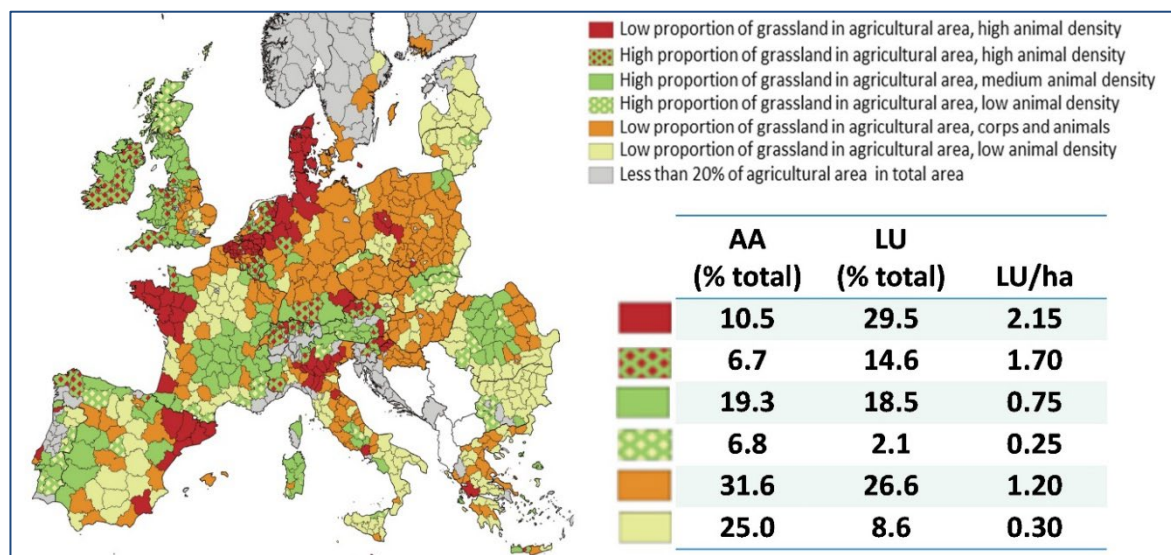 Low proportion of grassland in agricultural area, high animal density
High proportion of grassland in agricultural area, high animal density
High proportion of grassland in agricultural area, medium animal density
High proportion of grassland in agricultural area, low animal density
Low proportion of grassland in agricultural area, corps and animals
Low proportion of grassland in agricultural area, low animal density
Less than 20% of agricultural area in total area
AA LU
(% total) (% total) LU/ha
10.5 29.5 2.15
6.7 14.6 1.70
19.3 18.5 0.75
6.8 2.1 0.25
31.6 26.6 1.20
25.0 8.6 0.30